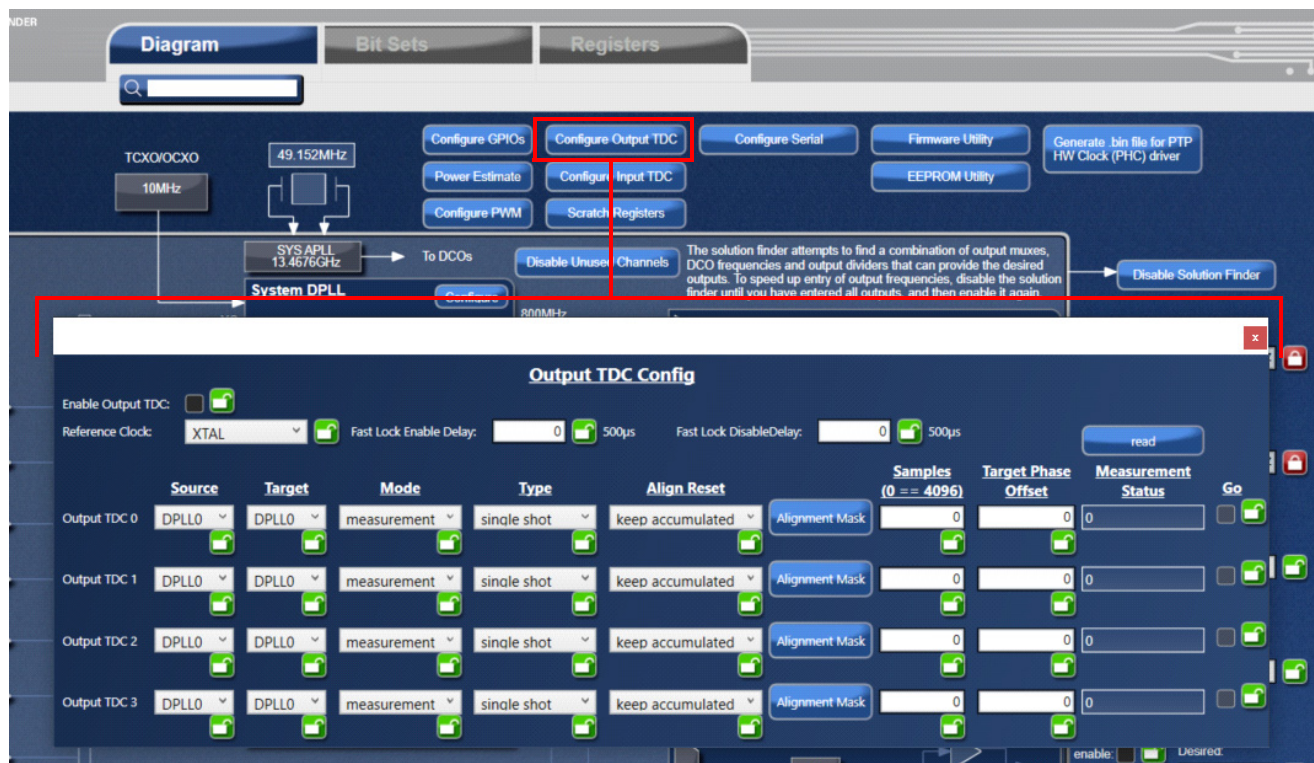 NDER
Diagram
Bit Sets
Registers
Configure GPIOs
Configure Output TDC
Configure Serial
Firmware Utility
Generate .bin file for PTP
HW Clock (PHC) driver
TCXO/OCXO
49.152MHz
10MHz
Power Estimate
Configure Input TDC
EEPROM Utility
Configure PWM
Scratch Registers
SYS APLL
13.4676GHz
To DCOs
Disable Unused Channels
The solution finder attempts to find a combination of output muxes,
DCO frequencies and output dividers that can provide the desired
outputs. To speed up entry of output frequencies, disable the solution
finder until you have entered all outputs, and then enable it again.
Disable Solution Finder
System DPLL
Configure
800MHz
x
Output TDC Config
Enable Output TDC:
Reference Clock:
XTAL
Fast Lock Enable Delay:
0
500µs
Fast Lock DisableDelay:
0
500µs
read
Source
Target
Mode
Type
Align Reset
Samples
(0 == 4096)
Target Phase
Offset
Measurement
Status
Go
Output TDC 0
DPLL0
DPLL0
measurement
single shot
keep accumulated
Alignment Mask
0
0
0
Output TDC 1
DPLL0
DPLL0
measurement
single shot
keep accumulated
Alignment Mask
0
0
0
Output TDC 2
DPLL0
DPLL0
measurement
single shot
keep accumulated
Alignment Mask
0
0
0
Output TDC 3
DPLL0
DPLL0
measurement
single shot
keep accumulated
Alignment Mask
0
0
0
enable:
Desired: